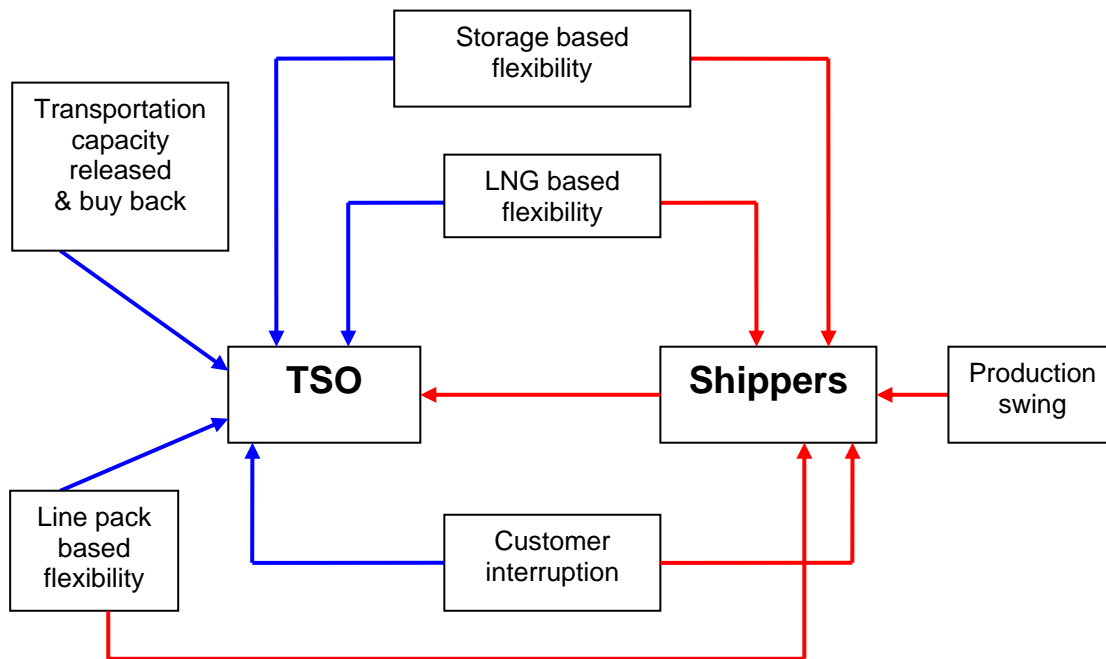 Storage based
flexibility
Transportation
capacity
released
& buy back
LNG based
flexibility
TSO
Shippers
Production
swing
Line pack
based
flexibility
Customer
interruption